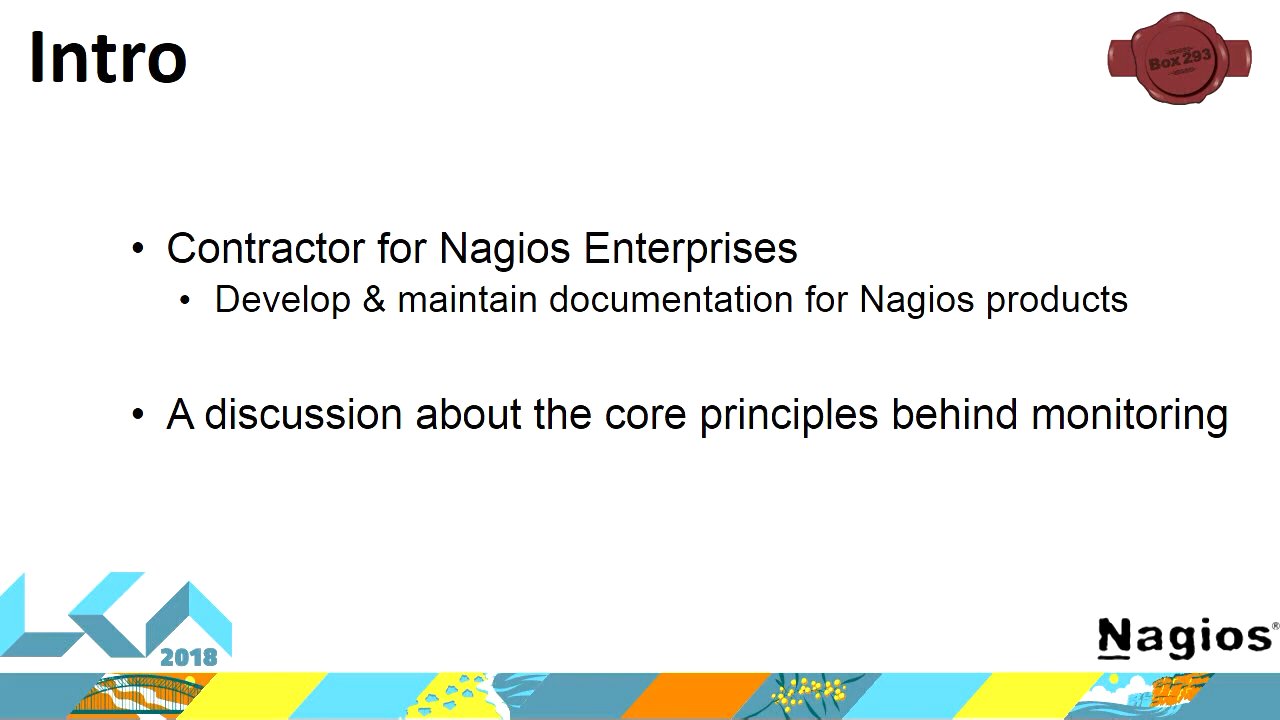 Intro
Box 293
• Contractor for Nagios Enterprises
• Develop & maintain documentation for Nagios products
• A discussion about the core principles behind monitoring
LCA
2018
Nagios®